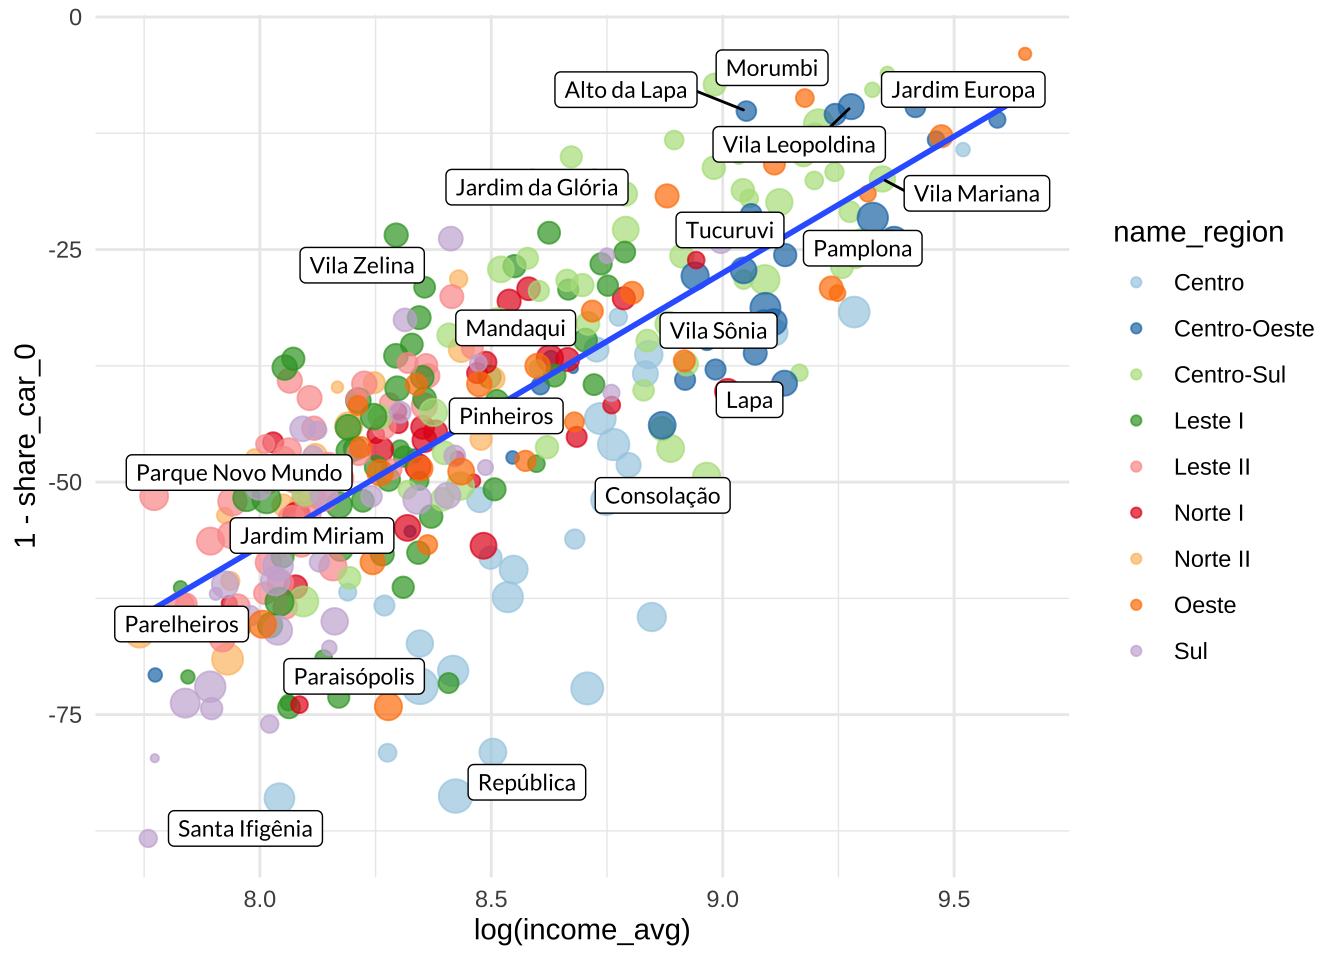 0
-25
-50
-75
1 - share_car_0
8.0
8.5
9.0
9.5
log(income_avg)
Morumbi
Alto da Lapa
Jardim Europa
Vila Leopoldina
Jardim da Glória
Vila Mariana
Tucuruvi
Pamplona
Vila Zelina
Mandaqui
Vila Sônia
Lapa
Pinheiros
Parque Novo Mundo
Consolação
Jardim Miriam
Parelheiros
Paraisópolis
República
Santa Ifigênia
name_region
Centro
Centro-Oeste
Centro-Sul
Leste I
Leste II
Norte I
Norte II
Oeste
Sul